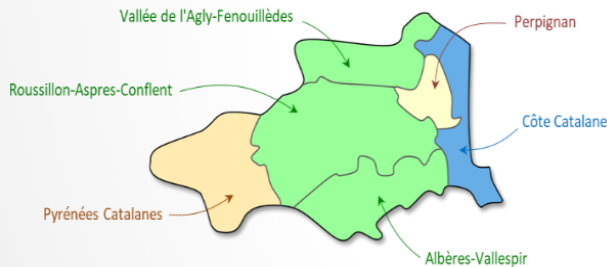 Vallée de l'Agly-Fenouillèdes
Perpignan
Roussillon-Aspres-Conflent
Côte Catalane
Pyrénées Catalanes
Albères-Vallespir